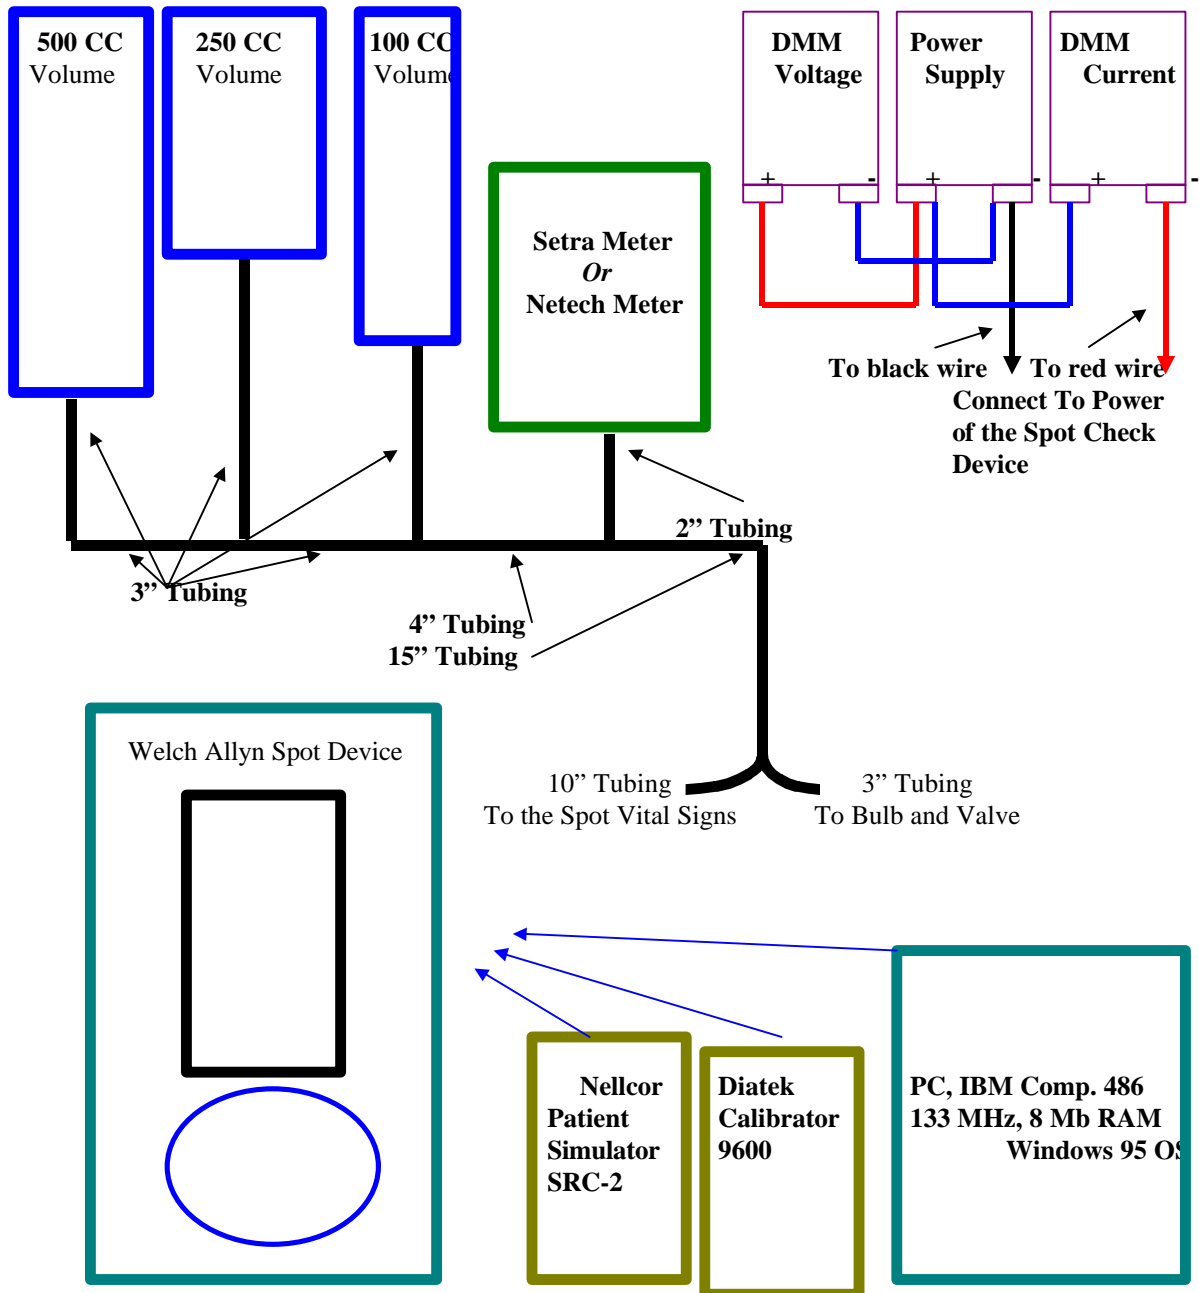 500 CC
Volume
250 CC
Volume
100 CC
Volume
DMM
Voltage
+ -
Power
Supply
+ -
DMM
Current
+ -
Setra Meter
Or
Netech Meter
To black wire
To red wire
Connect To Power
of the Spot Check
Device
2” Tubing
3” Tubing
4” Tubing
15” Tubing
Welch Allyn Spot Device
10” Tubing
To the Spot Vital Signs
3” Tubing
To Bulb and Valve
Nellcor
Patient
Simulator
SRC-2
Diatek
Calibrator
9600
PC, IBM Comp. 486
133 MHz, 8 Mb RAM
Windows 95 OS